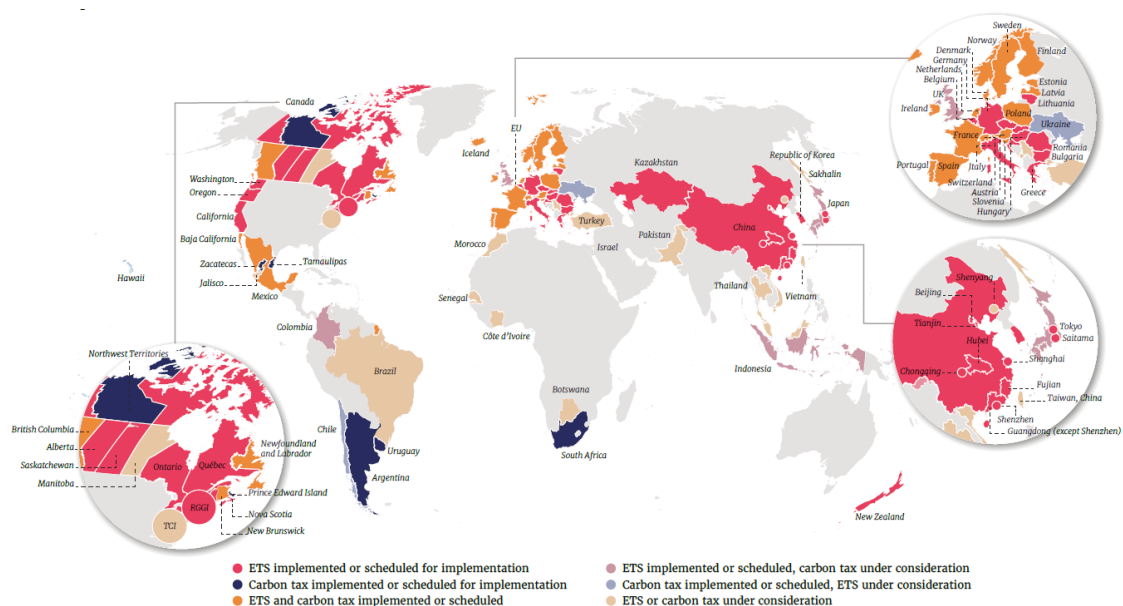 Canada
Washington
Oregon
California
Baja California
Zacatecas
Tamaulipas
Jalisco
Mexico
Hawaii
Colombia
Brazil
Chile
Uruguay
Argentina
Iceland
EU
Morocco
Senegal
Côte d'Ivoire
Turkey
Israel
Kazakhstan
Pakistan
China
Republic of Korea
Sakhalin
Japan
Thailand
Vietnam
Indonesia
Botswana
South Africa
New Zealand
Sweden
Norway
Denmark
Germany
Netherlands
Belgium
UK
Ireland
Finland
Estonia
Latvia
Lithuania
Poland
Ukraine
France
Romania
Bulgaria
Portugal
Spain
Italy
Switzerland
Austria
Slovenia
Hungary
Greece
Shenyang
Beijing
Tianjin
Hubei
Tokyo
Saitama
Shanghai
Chongqing
Fujian
Taiwan, China
Shenzhen
Guangdong (except Shenzhen)
Northwest Territories
British Columbia
Alberta
Saskatchewan
Manitoba
Ontario
Québec
Newfoundland
and Labrador
Prince Edward Island
Nova Scotia
New Brunswick
RGGI
TCI
ETS implemented or scheduled for implementation
Carbon tax implemented or scheduled for implementation
ETS and carbon tax implemented or scheduled
ETS implemented or scheduled, carbon tax under consideration
Carbon tax implemented or scheduled, ETS under consideration
ETS or carbon tax under consideration